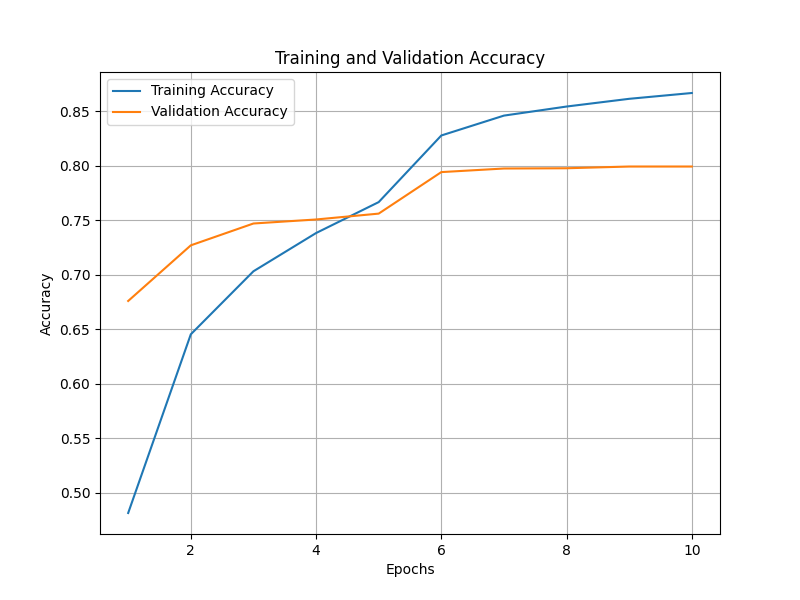 Training and Validation Accuracy
Training Accuracy
Validation Accuracy
0.85
0.80
0.75
0.70
0.65
0.60
0.55
0.50
Accuracy
2 4 6 8 10
Epochs